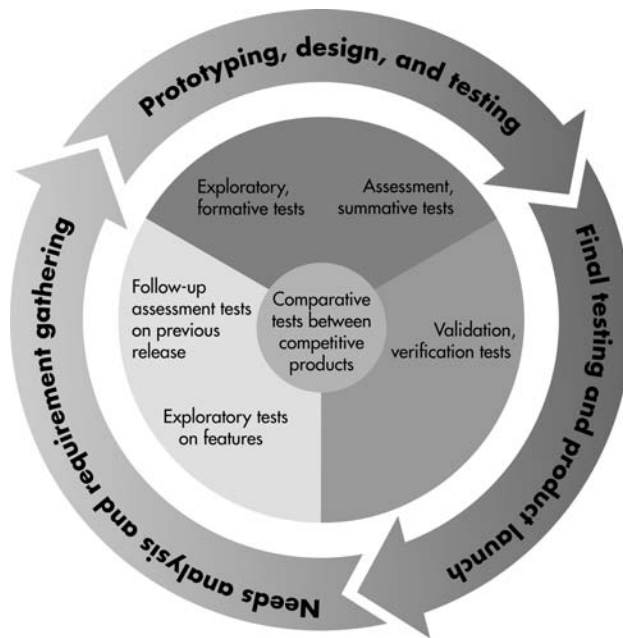 Prototyping, design, and testing
Exploratory,
formative tests
Assessment,
summative tests
Follow-up
assessment tests
on previous
release
Comparative
tests between
competitive
products
Validation,
verification tests
Exploratory tests
on features
Final testing and product launch
Needs analysis and requirement gathering